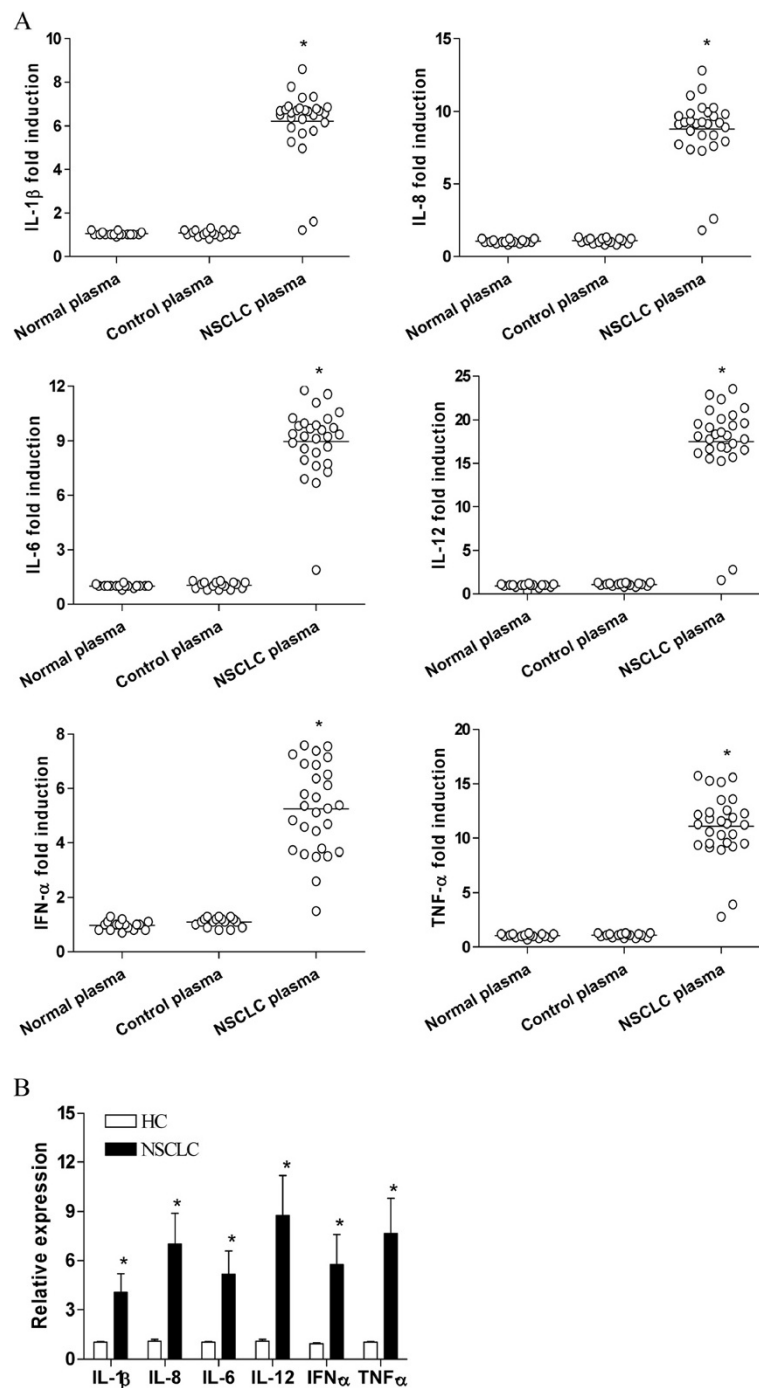 A
IL-1β fold induction
10
8
6
4
2
0
*
Normal plasma
Control plasma
NSCLC plasma
IL-8 fold induction
15
10
5
0
*
Normal plasma
Control plasma
NSCLC plasma
IL-6 fold induction
12
9
6
3
0
*
Normal plasma
Control plasma
NSCLC plasma
IL-12 fold induction
25
20
15
10
5
0
*
Normal plasma
Control plasma
NSCLC plasma
IFN-α fold induction
8
6
4
2
0
*
Normal plasma
Control plasma
NSCLC plasma
TNF-α fold induction
20
15
10
5
0
*
Normal plasma
Control plasma
NSCLC plasma
B
Relative expression
15
12
9
6
3
0
HC
NSCLC
* * * * * *
IL-1β IL-8 IL-6 IL-12 IFNα TNFα